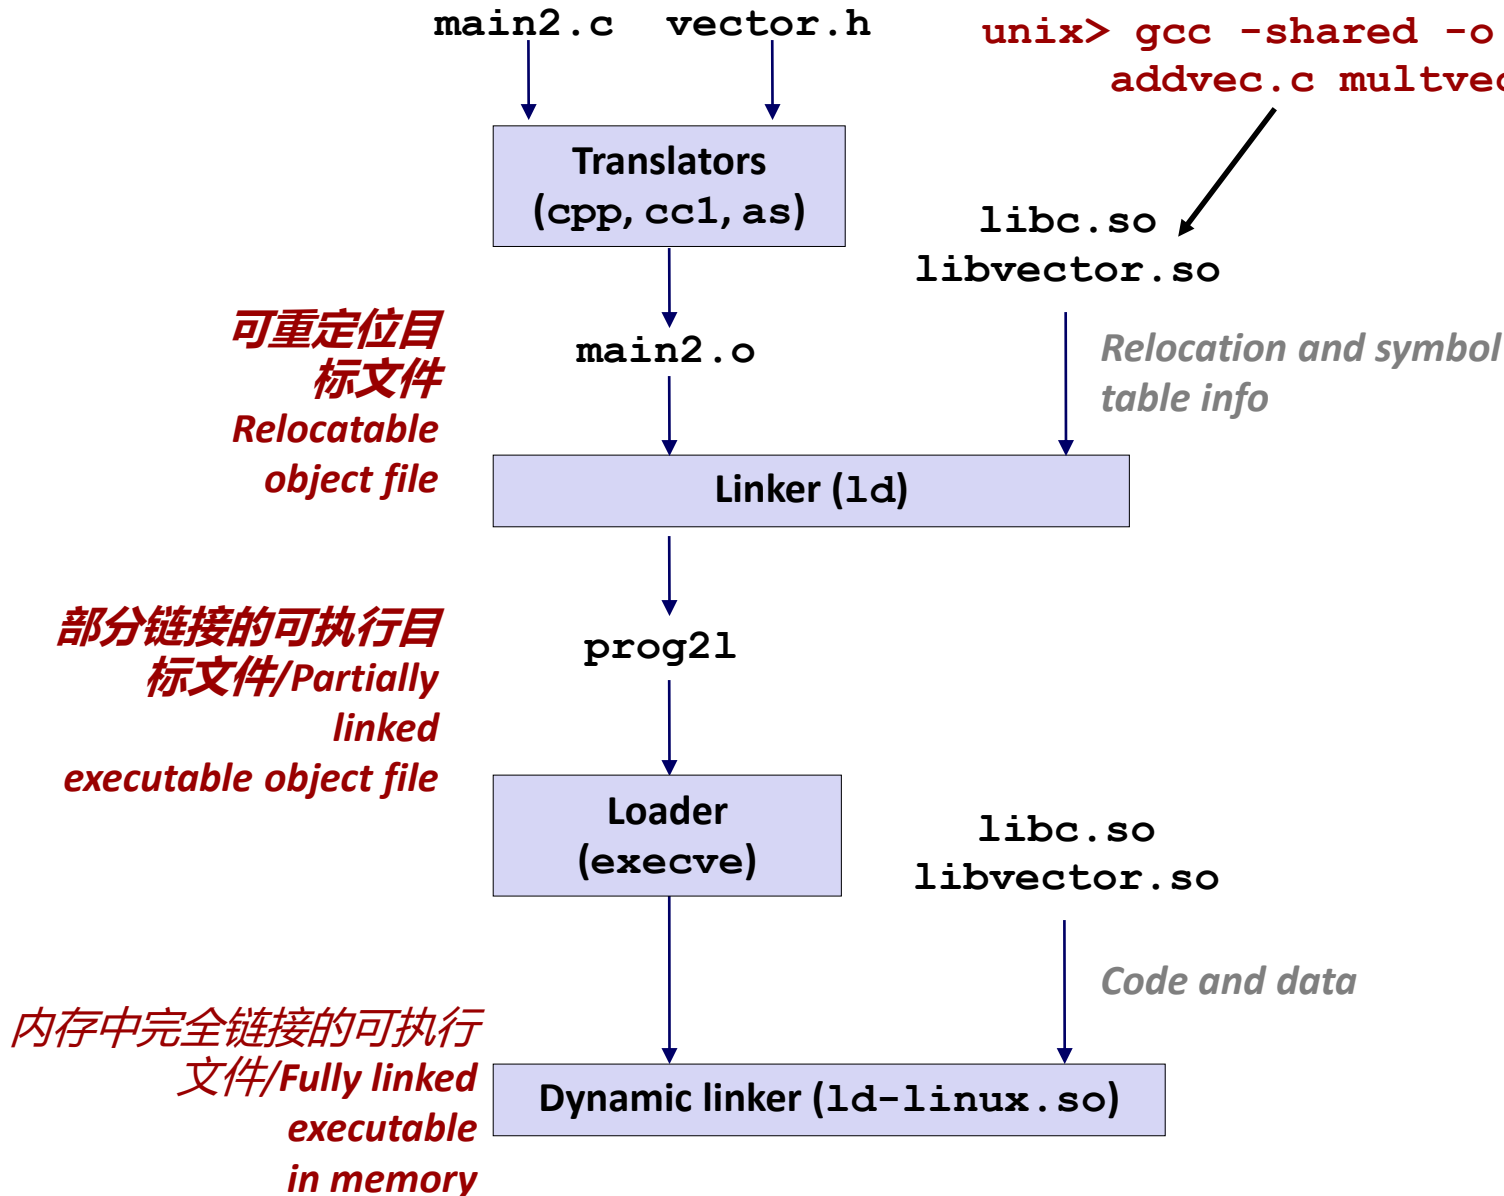 main2.c vector.h
unix> gcc -shared -o
addvec.c
Translators
(cpp, cc1, as)
libc.so
libvector.so
可重定位目
标文件
Relocatable
object file
main2.o
Relocation and symbol
table info
Linker (ld)
部分链接的可执行目
标文件/Partially
linked
executable object file
prog2l
Loader
(execve)
libc.so
libvector.so
Code and data
内存中完全链接的可执行
文件/Fully linked
executable
in memory
Dynamic linker (ld-linux.so)